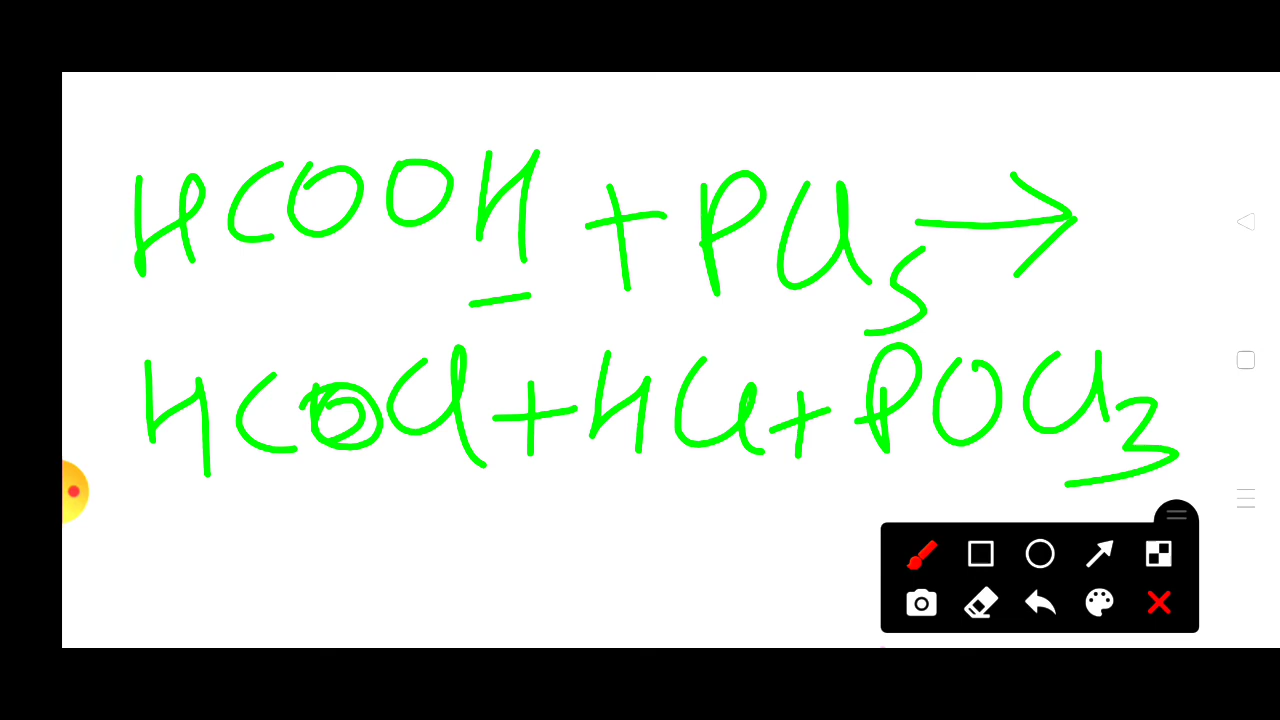 HCOOH + PCl5 →
HCOCl + HCl + POCl3